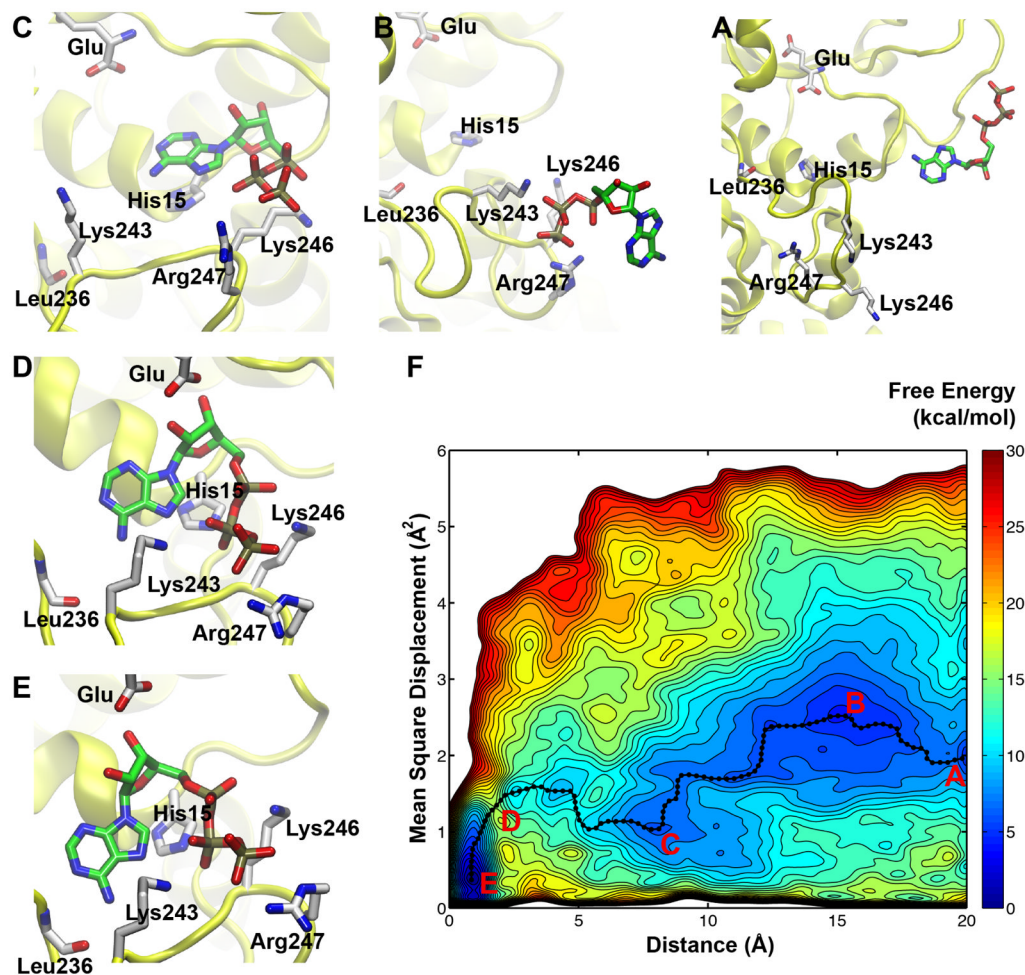 C
Glu
His15
Lys243
Lys246
Arg247
Leu236
B
Glu
His15
Lys246
Leu236
Lys243
Arg247
A
Glu
His15
Leu236
Lys243
Arg247
Lys246
D
Glu
His15
Lys246
Lys243
Leu236
Arg247
E
Glu
His15
Lys246
Lys243
Leu236
Arg247
F
Free Energy
(kcal/mol)
Mean Square Displacement (Å²)
6
5
4
3
2
1
0
0 5 10 15 20
Distance (Å)
B
A
C
D
E
30
25
20
15
10
5
0